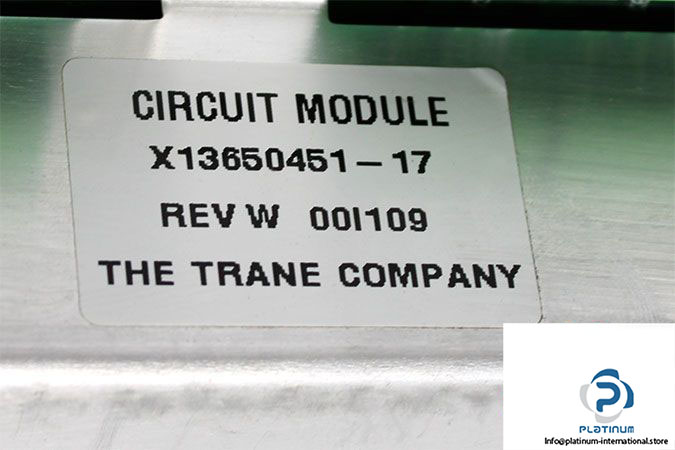 CIRCUIT MODULE
X13650451-17
REV W 00I109
THE TRANE COMPANY
PLATINUM
Info@platinum-international.store